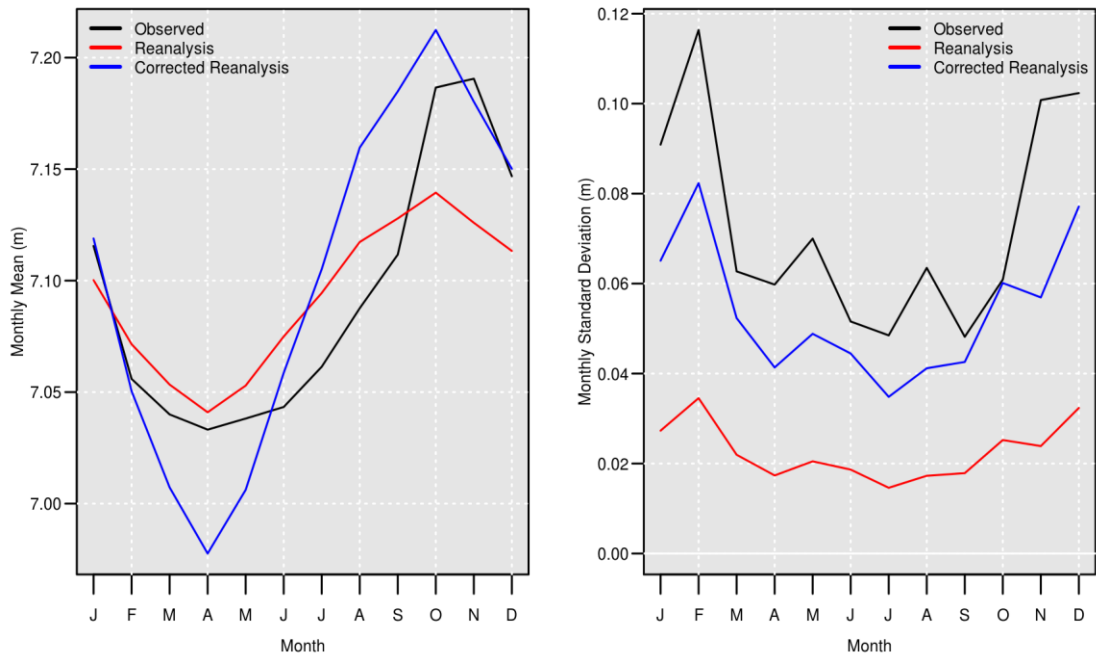 Observed
Reanalysis
Corrected Reanalysis
7.20
7.15
7.10
7.05
7.00
Monthly Mean (m)
J F M A M J J A S O N D
Month
Observed
Reanalysis
Corrected Reanalysis
0.12
0.10
0.08
0.06
0.04
0.02
0.00
Monthly Standard Deviation (m)
J F M A M J J A S O N D
Month